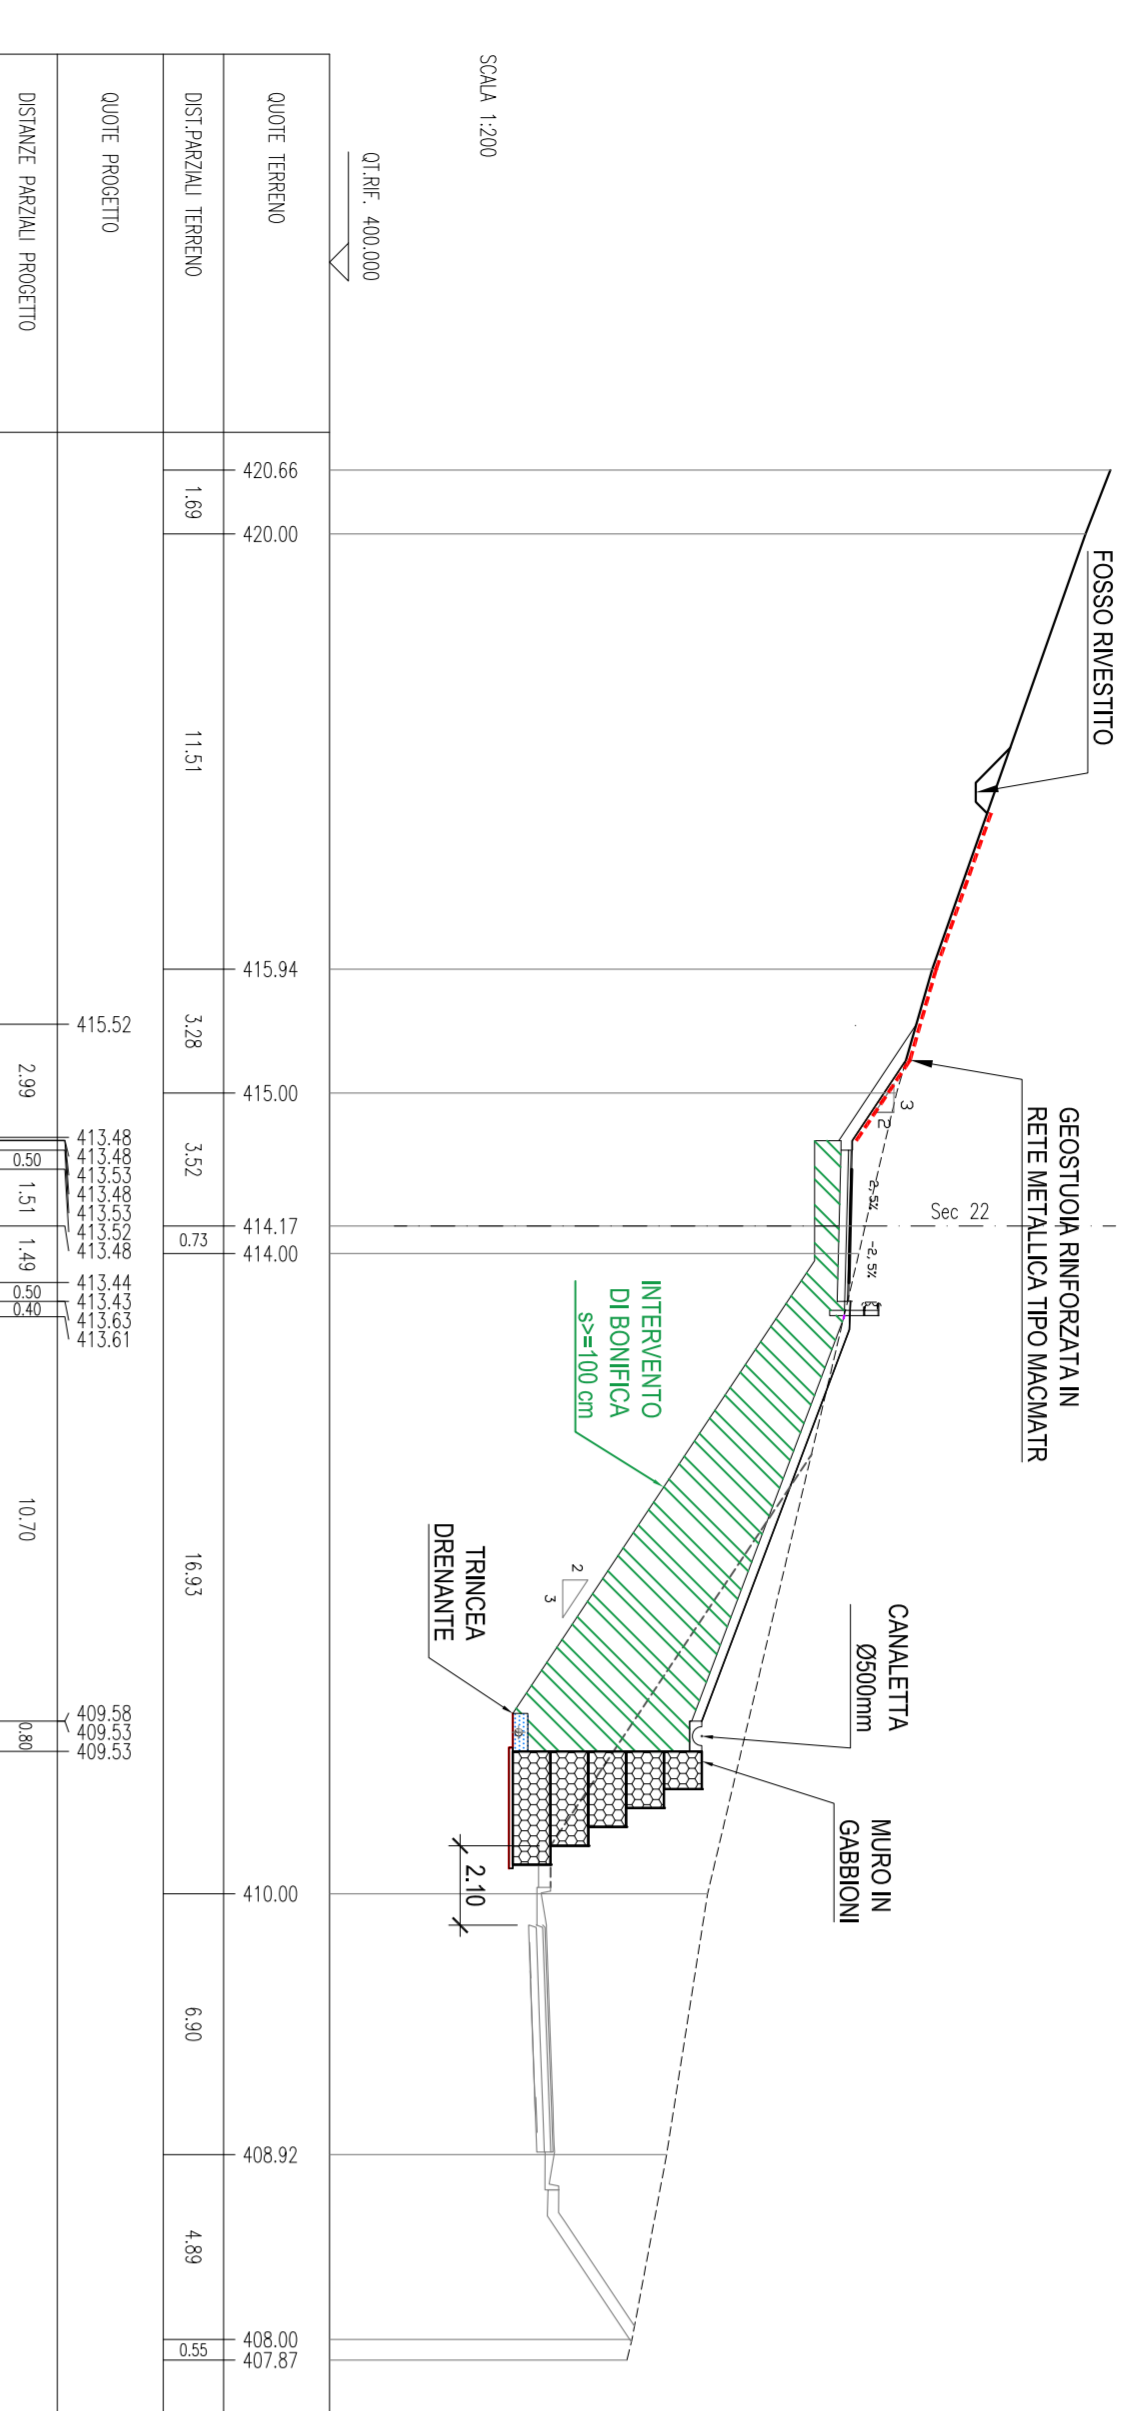 SCALA 1:200
FOSSO RIVESTITO
GEOSTUOIA RINFORZATA IN
RETE METALLICA TIPO MACMATR
3
2
2,5%
-2,5%
Sec 22
INTERVENTO
DI BONIFICA
s>=100 cm
2
3
TRINCEA
DRENANTE
CANALETTA
Ø500mm
MURO IN
GABBIONI
2.10
QT.RIF. 400.000
QUOTE TERRENO
420.66
420.00
415.94
415.00
414.17
414.00
410.00
408.92
408.00
407.87
DIST.PARZIALI TERRENO
1.69
11.51
3.28
3.52
0.73
16.93
6.90
4.89
0.55
QUOTE PROGETTO
415.52
413.48
413.48
413.53
413.48
413.53
413.52
413.48
413.44
413.43
413.63
413.61
409.58
409.53
409.53
DISTANZE PARZIALI PROGETTO
2.99
0.50
1.51
1.49
0.50
0.40
10.70
0.80